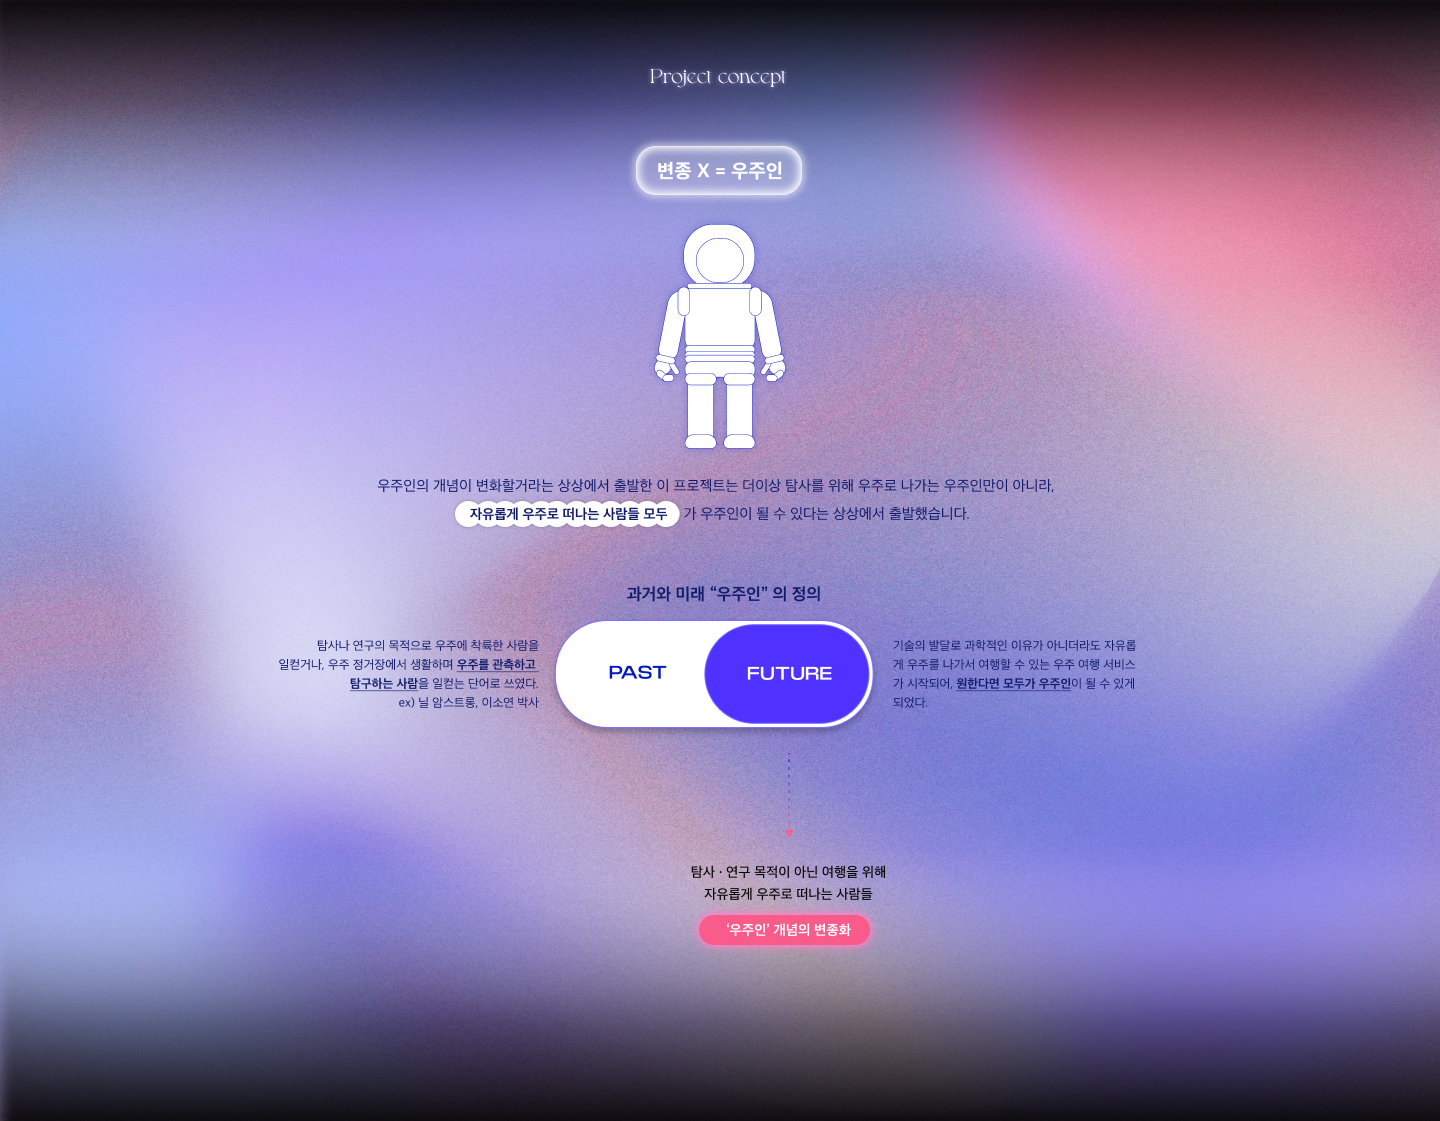 Project concept
변종 X = 우주인
우주인의 개념이 변화할거라는 상상에서 출발한 이 프로젝트는 더이상 탐사를 위해 우주로 나가는 우주인만이 아니라,
자유롭게 우주로 떠나는 사람들 모두 가 우주인이 될 수 있다는 상상에서 출발했습니다.
과거와 미래 “우주인” 의 정의
탐사나 연구의 목적으로 우주에 착륙한 사람을
일컫거나, 우주 정거장에서 생활하며 우주를 관측하고
탐구하는 사람을 일컫는 단어로 쓰였다.
ex) 닐 암스트롱, 이소연 박사
PAST
FUTURE
기술의 발달로 과학적인 이유가 아니더라도 자유롭
게 우주를 나가서 여행할 수 있는 우주 여행 서비스
가 시작되어, 원한다면 모두가 우주인이 될 수 있게
되었다.
탐사 · 연구 목적이 아닌 여행을 위해
자유롭게 우주로 떠나는 사람들
‘우주인’ 개념의 변종화